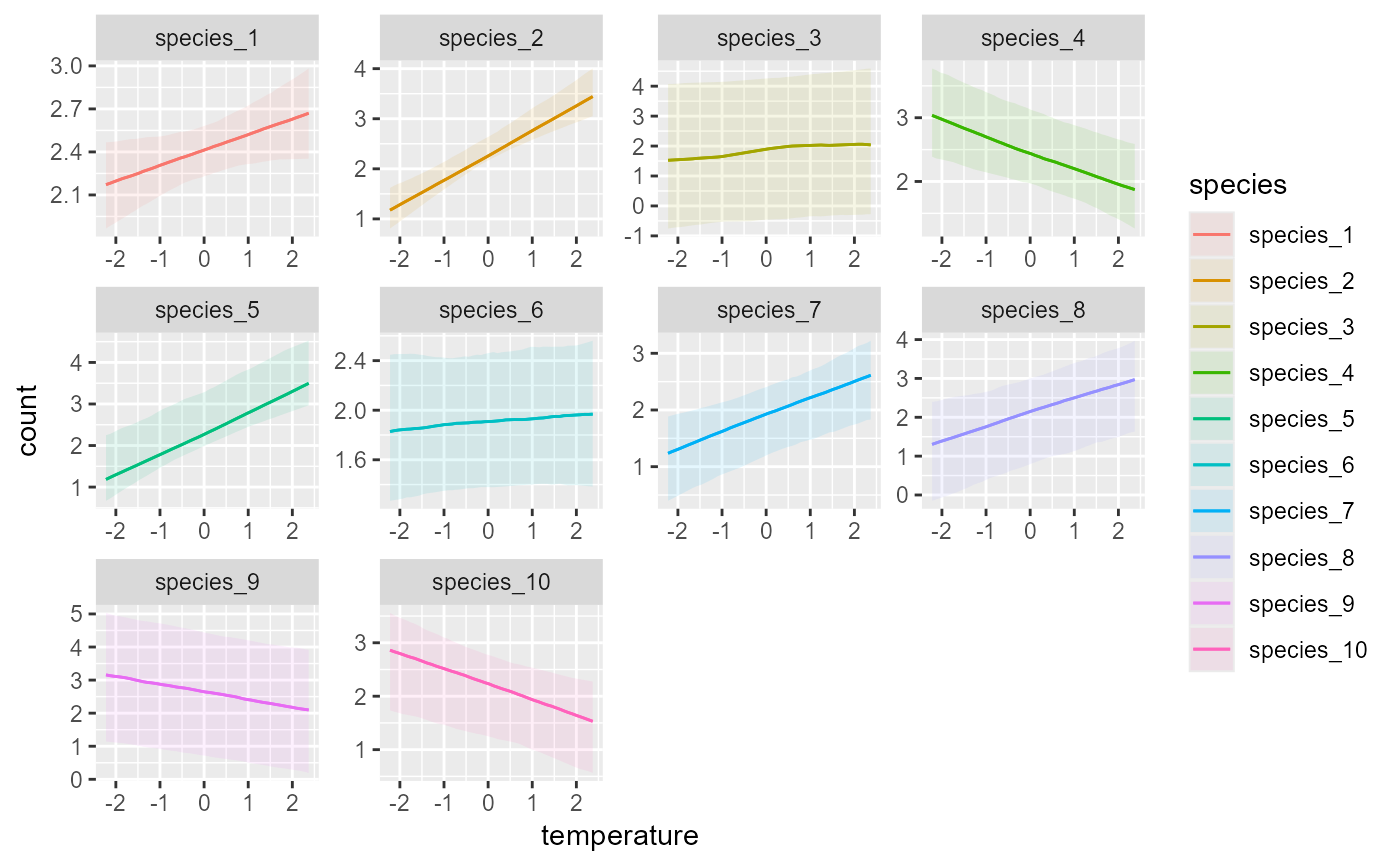 species_1 species_2 species_3 species_4
3.0 2.7 2.4 2.1
4 3 2 1
4 3 2 1 0 -1
3 2
-2 -1 0 1 2 -2 -1 0 1 2 -2 -1 0 1 2 -2 -1 0 1 2
species_5 species_6 species_7 species_8
4 3 2 1
2.4 2.0 1.6
3 2 1
4 3 2 1 0
-2 -1 0 1 2 -2 -1 0 1 2 -2 -1 0 1 2 -2 -1 0 1 2
species_9 species_10
5 4 3 2 1 0
3 2 1
-2 -1 0 1 2 -2 -1 0 1 2
count
temperature
species
species_1
species_2
species_3
species_4
species_5
species_6
species_7
species_8
species_9
species_10